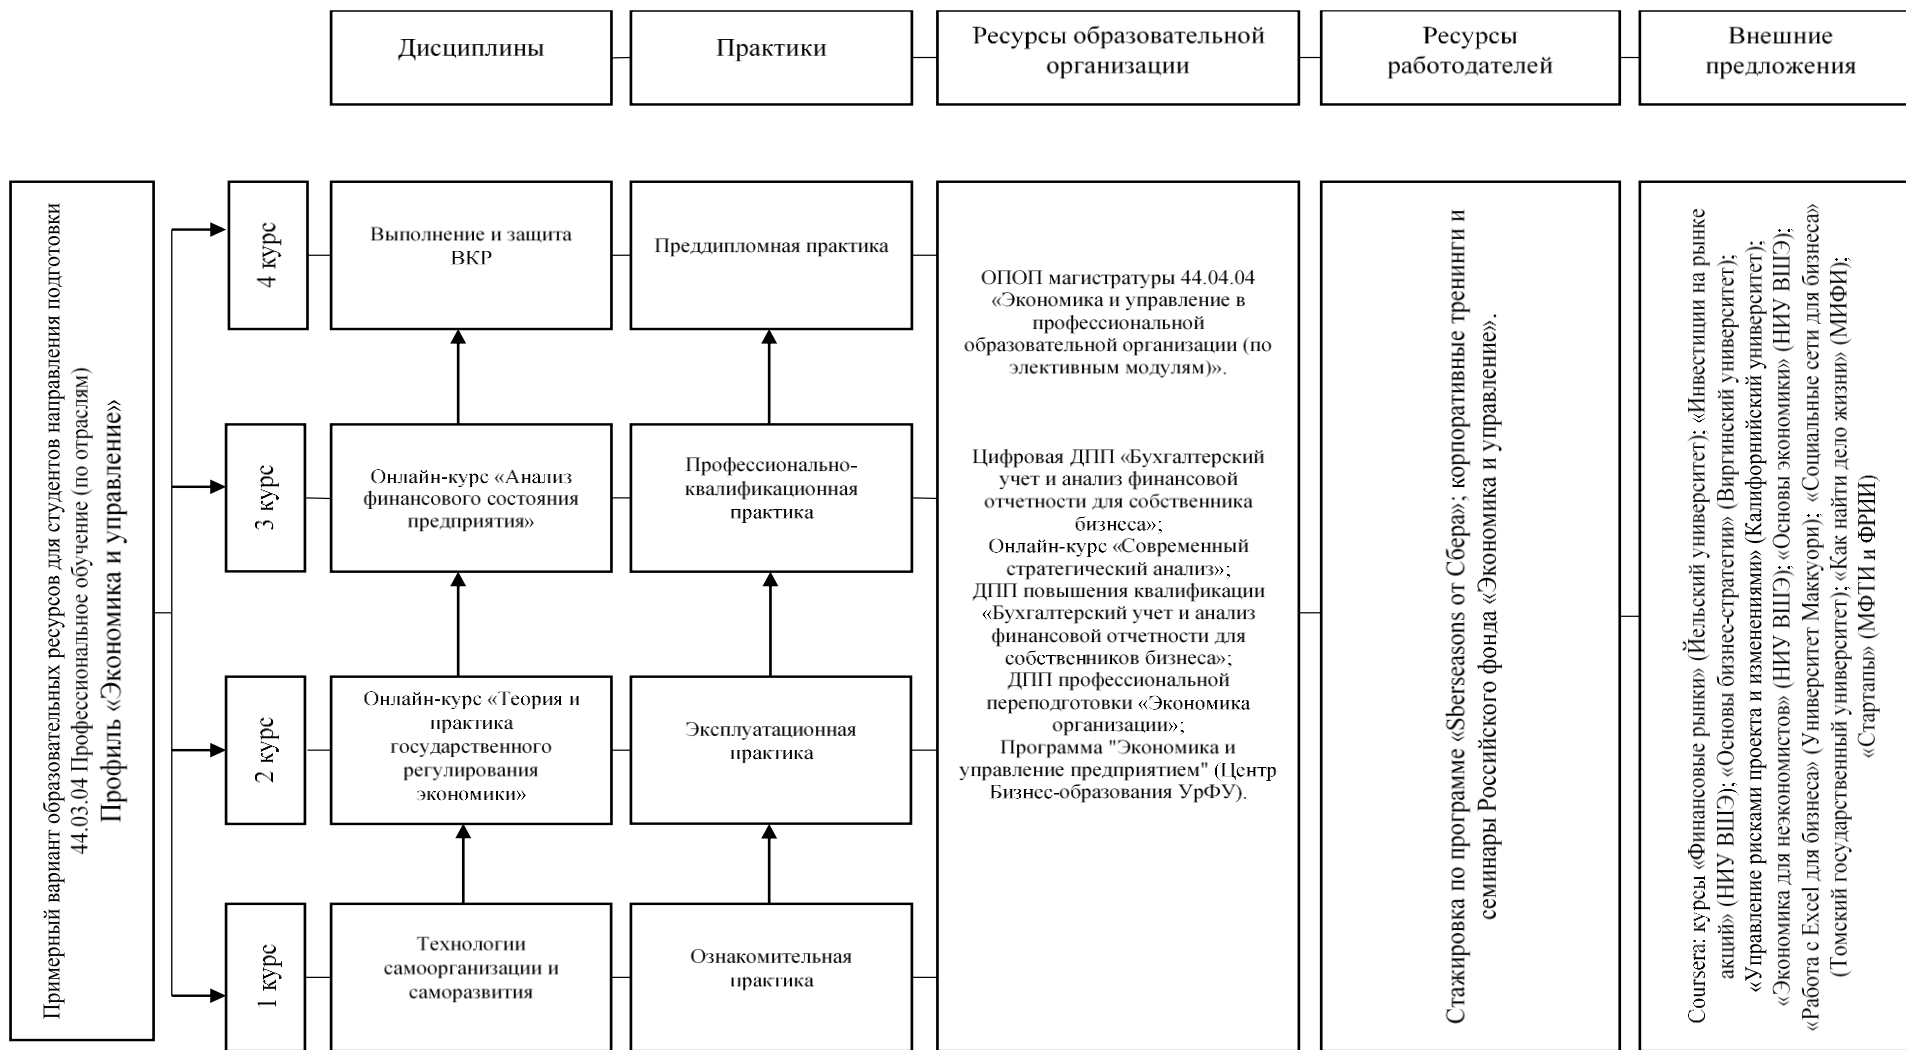 Дисциплины
Практики
Ресурсы образовательной
организации
Ресурсы
работодателей
Внешние
предложения
Примерный вариант образовательных ресурсов для студентов направления подготовки
44.03.04 Профессиональное обучение (по отраслям)
Профиль «Экономика и управление»
4 курс
Выполнение и защита
ВКР
Преддипломная практика
3 курс
Онлайн-курс «Анализ
финансового состояния
предприятия»
Профессионально-
квалификационная
практика
2 курс
Онлайн-курс «Теория и
практика
государственного
регулирования
экономики»
Эксплуатационная
практика
1 курс
Технологии
самоорганизации и
саморазвития
Ознакомительная
практика
ОПОП магистратуры 44.04.04
«Экономика и управление в
профессиональной
образовательной организации (по
элективным модулям)».
Цифровая ДПП «Бухгалтерский
учет и анализ финансовой
отчетности для собственника
бизнеса»;
Онлайн-курс «Современный
стратегический анализ»;
ДПП повышения квалификации
«Бухгалтерский учет и анализ
финансовой отчетности для
собственников бизнеса»;
ДПП профессиональной
переподготовки «Экономика
организации»;
Программа "Экономика и
управление предприятием" (Центр
Бизнес-образования УрФУ).
Стажировка по программе «Sberseasons от Сбера»; корпоративные тренинги и
семинары Российского фонда «Экономика и управление».
Coursera: курсы «Финансовые рынки» (Йельский университет); «Инвестиции на рынке
акций» (НИУ ВШЭ); «Основы бизнес-стратегии» (Виргинский университет);
«Управление рисками проекта и изменениями» (Калифорнийский университет);
«Экономика для неэкономистов» (НИУ ВШЭ); «Основы экономики» (НИУ ВШЭ);
«Работа с Excel для бизнеса» (Университет Маккуори); «Социальные сети для бизнеса»
(Томский государственный университет); «Как найти дело жизни» (МИФИ);
«Стартапы» (МФТИ и ФРИИ)